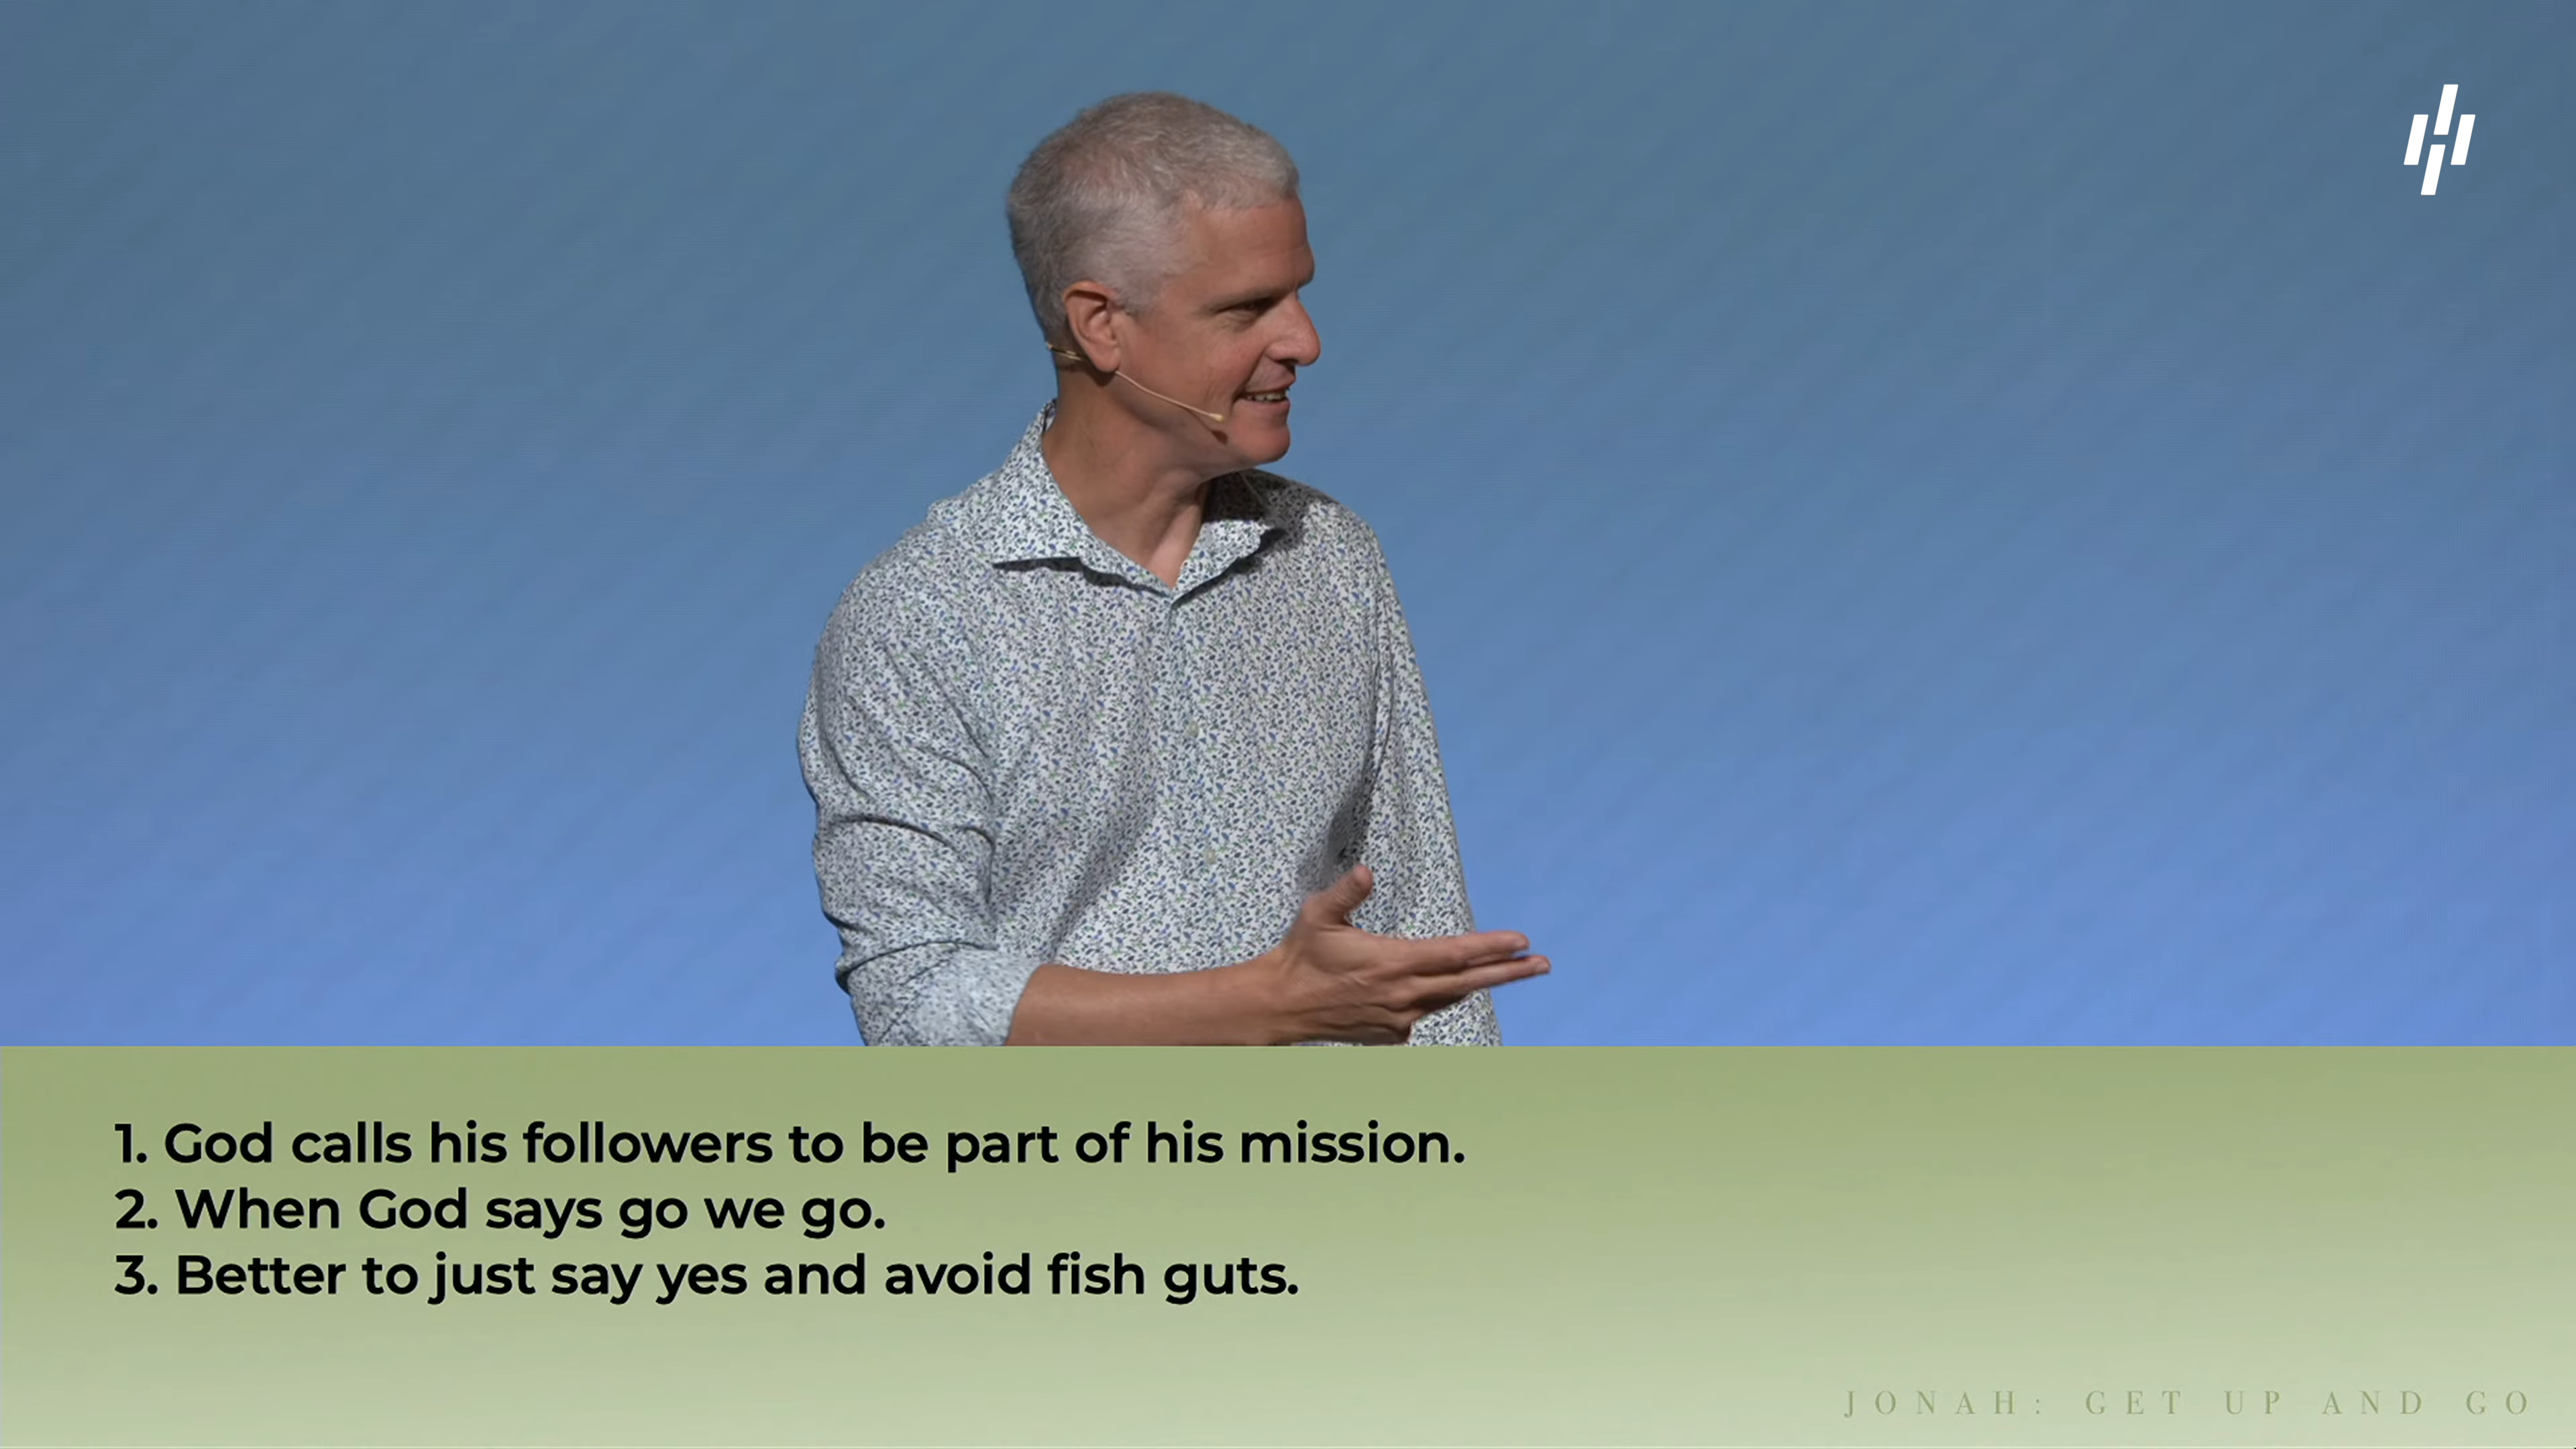 1. God calls his followers to be part of his mission.
2. When God says go we go.
3. Better to just say yes and avoid fish guts.
JONAH: GET UP AND GO